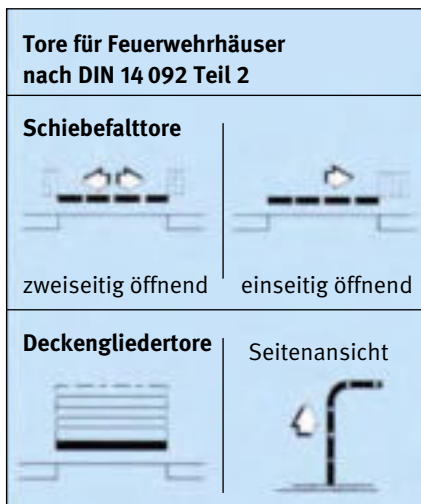 Tore für Feuerwehrhäuser
nach DIN 14 092 Teil 2
Schiebefalttore
zweiseitig öffnend
einseitig öffnend
Deckengliedertore
Seitenansicht